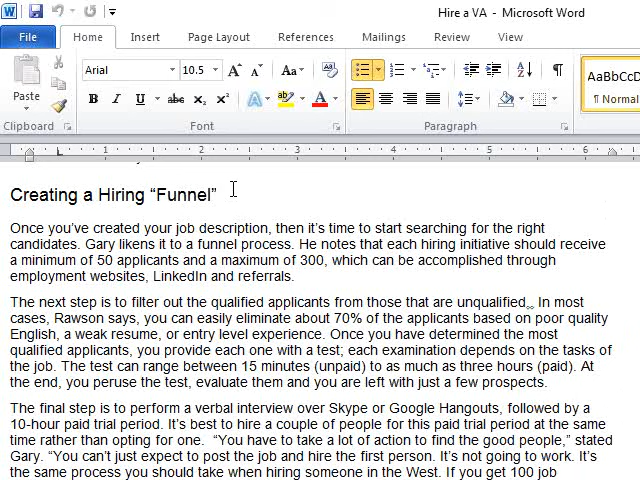 Hire a VA - Microsoft Word
File Home Insert Page Layout References Mailings Review View
Paste
Arial 10.5 A A Aa
B I U abc x₂ x² A ab A
AaBbCcD
¶ Normal
Clipboard Font Paragraph
1 2 3 4 5 6
Creating a Hiring “Funnel”
Once you’ve created your job description, then it’s time to start searching for the right
candidates. Gary likens it to a funnel process. He notes that each hiring initiative should receive
a minimum of 50 applicants and a maximum of 300, which can be accomplished through
employment websites, LinkedIn and referrals.
The next step is to filter out the qualified applicants from those that are unqualified.  In most
cases, Rawson says, you can easily eliminate about 70% of the applicants based on poor quality
English, a weak resume, or entry level experience. Once you have determined the most
qualified applicants, you provide each one with a test; each examination depends on the tasks of
the job. The test can range between 15 minutes (unpaid) to as much as three hours (paid). At
the end, you peruse the test, evaluate them and you are left with just a few prospects.
The final step is to perform a verbal interview over Skype or Google Hangouts, followed by a
10-hour paid trial period. It’s best to hire a couple of people for this paid trial period at the same
time rather than opting for one.  “You have to take a lot of action to find the good people,” stated
Gary. “You can’t just expect to post the job and hire the first person. It’s not going to work. It’s
the same process you should take when hiring someone in the West. If you get 100 job